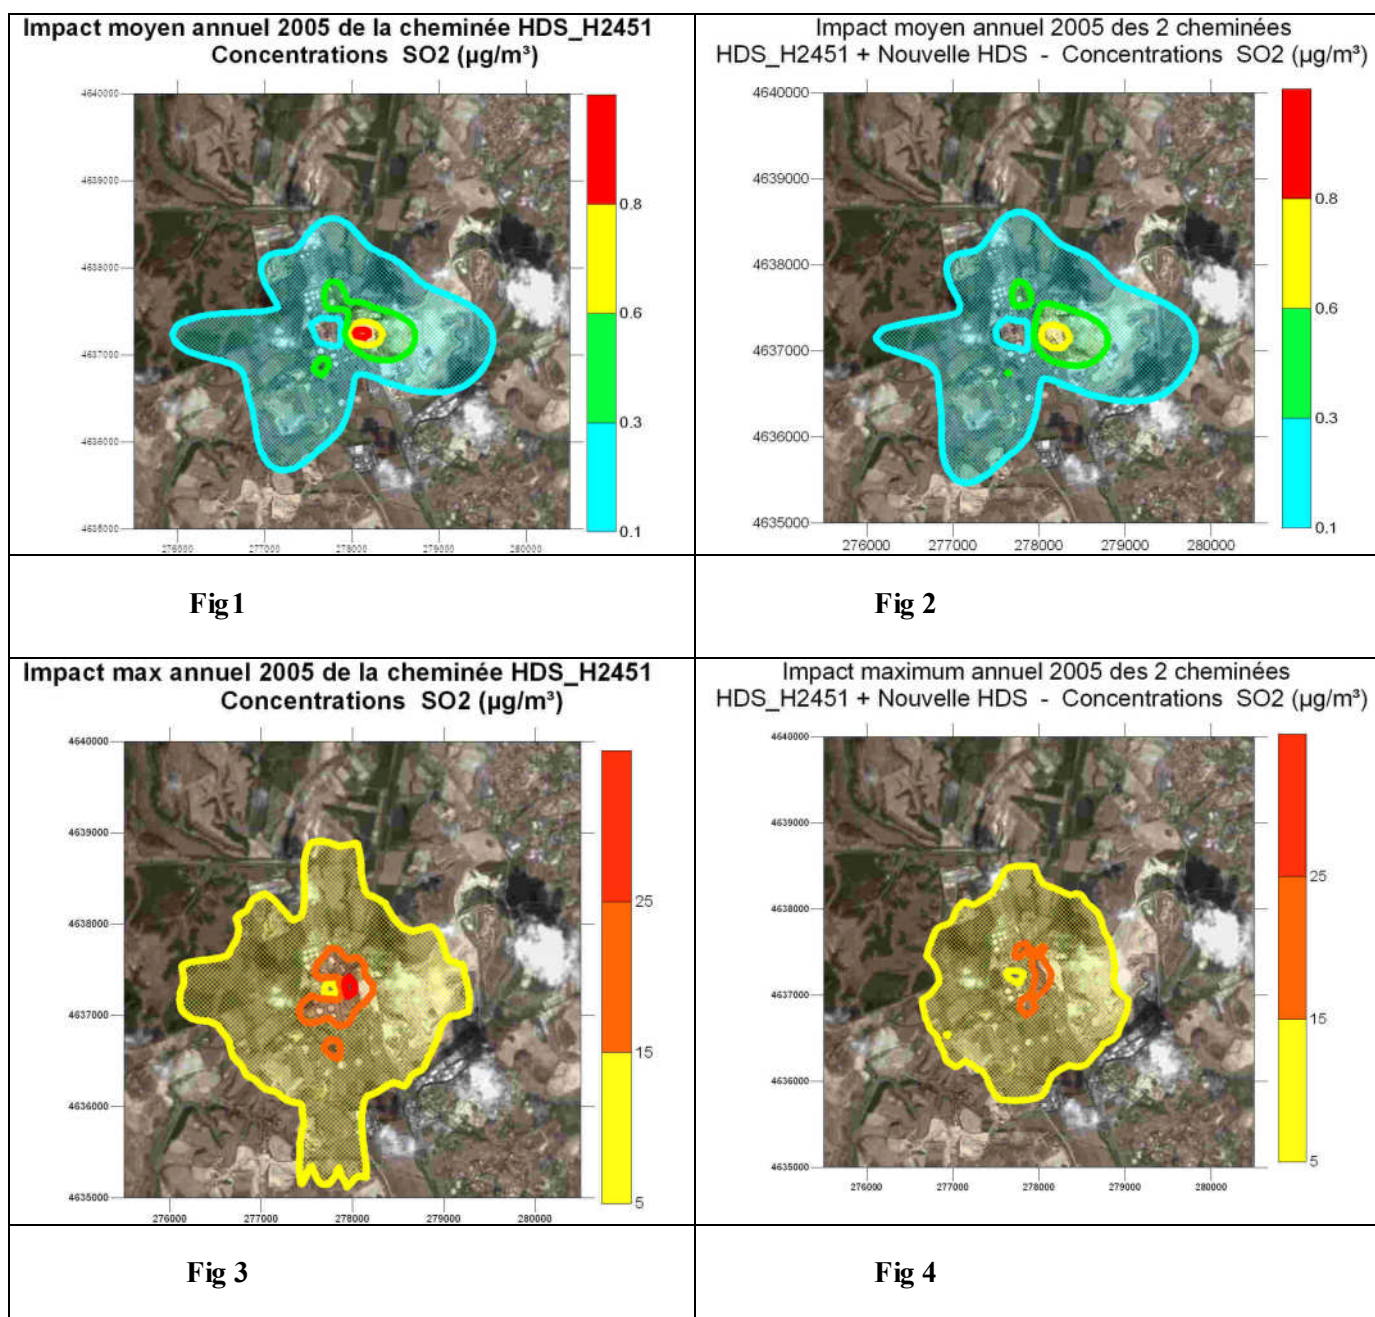 Impact moyen annuel 2005 de la cheminée HDS_H2451
Concentrations SO2 (µg/m³)
4640000
4639000
4638000
4637000
4636000
4635000
276000 277000 278000 279000 280000
0.8
0.6
0.3
0.1
Impact moyen annuel 2005 des 2 cheminées
HDS_H2451 + Nouvelle HDS - Concentrations SO2 (µg/m³)
4640000
4639000
4638000
4637000
4636000
4635000
276000 277000 278000 279000 280000
0.8
0.6
0.3
0.1
Fig1
Fig 2
Impact max annuel 2005 de la cheminée HDS_H2451
Concentrations SO2 (µg/m³)
4640000
4639000
4638000
4637000
4636000
4635000
276000 277000 278000 279000 280000
25
15
5
Impact maximum annuel 2005 des 2 cheminées
HDS_H2451 + Nouvelle HDS - Concentrations SO2 (µg/m³)
4640000
4639000
4638000
4637000
4636000
4635000
276000 277000 278000 279000 280000
25
15
5
Fig 3
Fig 4